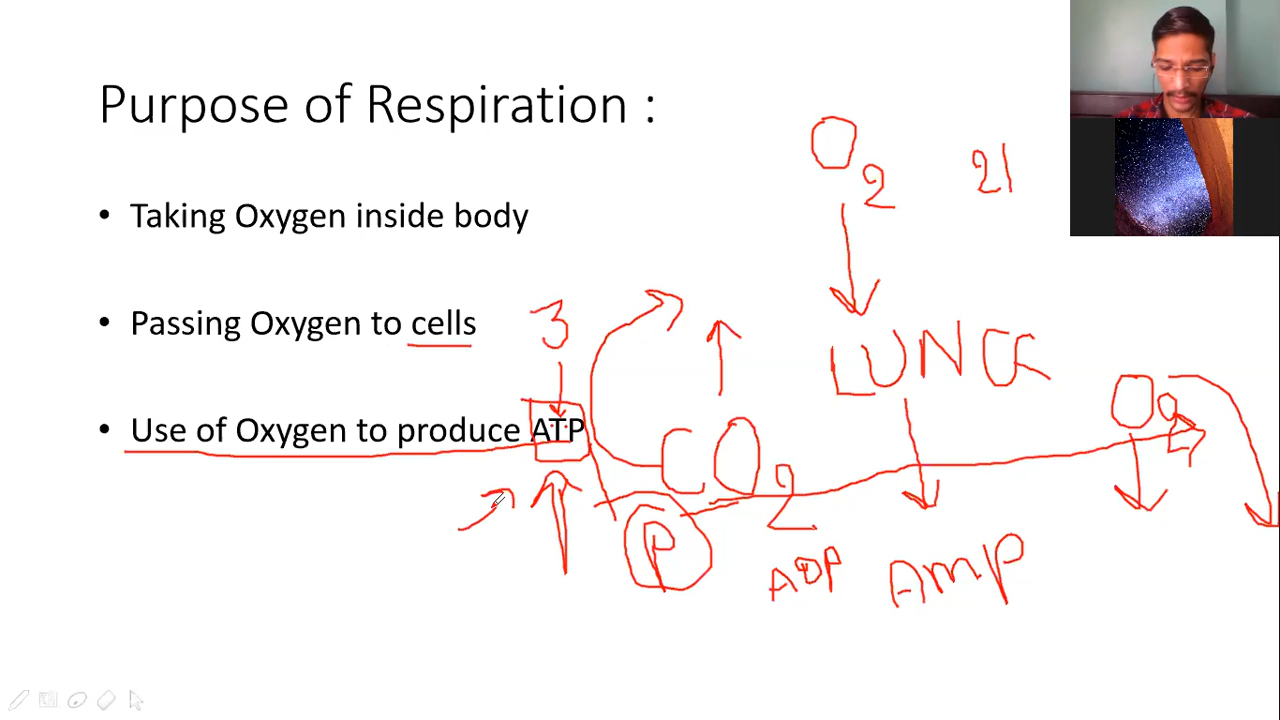 Purpose of Respiration :
O2 21
• Taking Oxygen inside body
• Passing Oxygen to cells
3
LUNG
O2
• Use of Oxygen to produce ATP
CO2
P
ADP AMP